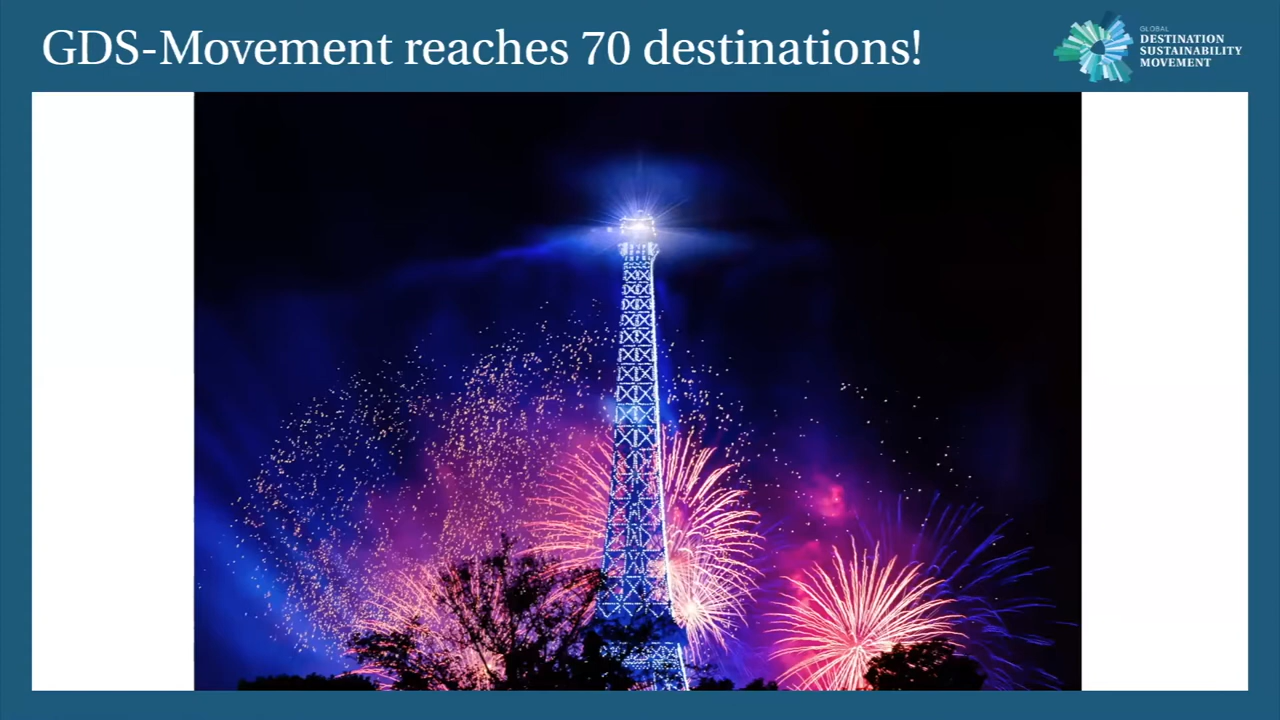 GDS-Movement reaches 70 destinations!
GLOBAL
DESTINATION
SUSTAINABILITY
MOVEMENT